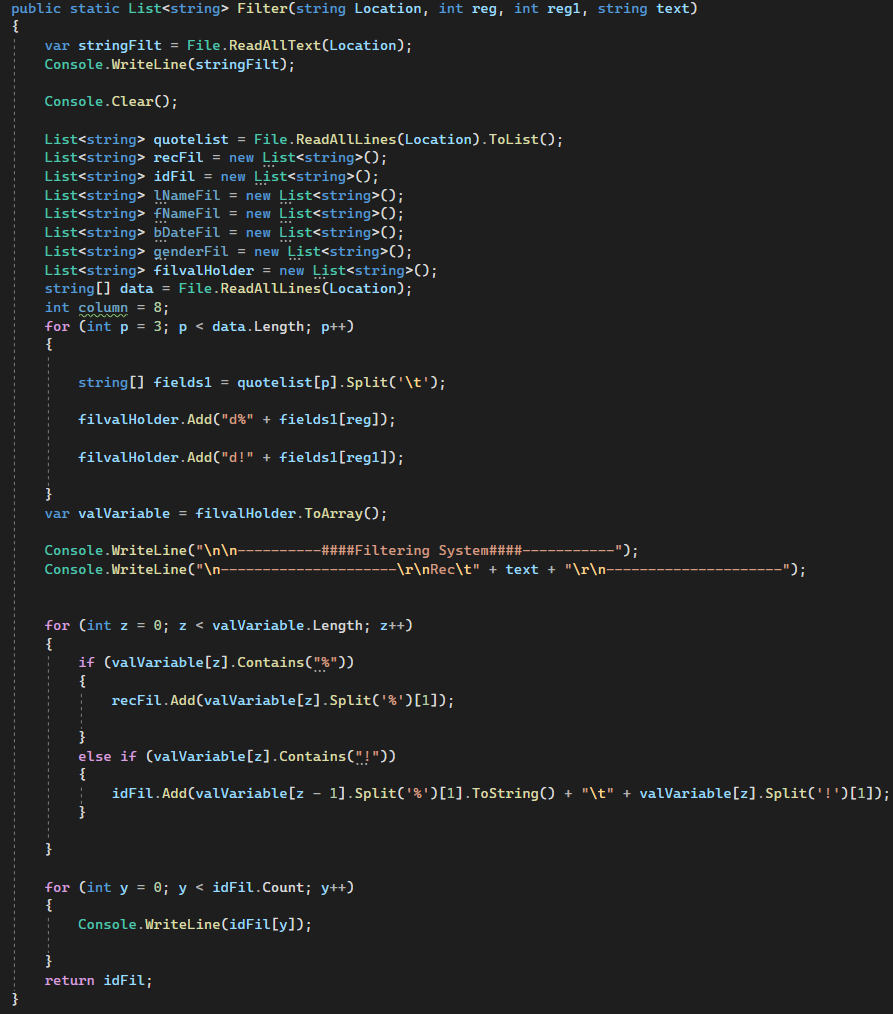 public static List<string> Filter(string Location, int reg, int reg1, string text)
{
var stringFilt = File.ReadAllText(Location);
Console.WriteLine(stringFilt);
Console.Clear();
List<string> quotelist = File.ReadAllLines(Location).ToList();
List<string> recFil = new List<string>();
List<string> idFil = new List<string>();
List<string> lNameFil = new List<string>();
List<string> fNameFil = new List<string>();
List<string> bDateFil = new List<string>();
List<string> genderFil = new List<string>();
List<string> filvalHolder = new List<string>();
string[] data = File.ReadAllLines(Location);
int column = 8;
for (int p = 3; p < data.Length; p++)
{
string[] fields1 = quotelist[p].Split('\t');
filvalHolder.Add("d%" + fields1[reg]);
filvalHolder.Add("d!" + fields1[reg1]);
}
var valVariable = filvalHolder.ToArray();
Console.WriteLine("\n\n----------####Filtering System####-----------");
Console.WriteLine("\n---------------------\r\nRec\t" + text + "\r\n---------------------");
for (int z = 0; z < valVariable.Length; z++)
{
if (valVariable[z].Contains("%"))
{
recFil.Add(valVariable[z].Split('%')[1]);
}
else if (valVariable[z].Contains("!"))
{
idFil.Add(valVariable[z - 1].Split('%')[1].ToString() + "\t" + valVariable[z].Split('!')[1]);
}
}
for (int y = 0; y < idFil.Count; y++)
{
Console.WriteLine(idFil[y]);
}
return idFil;
}